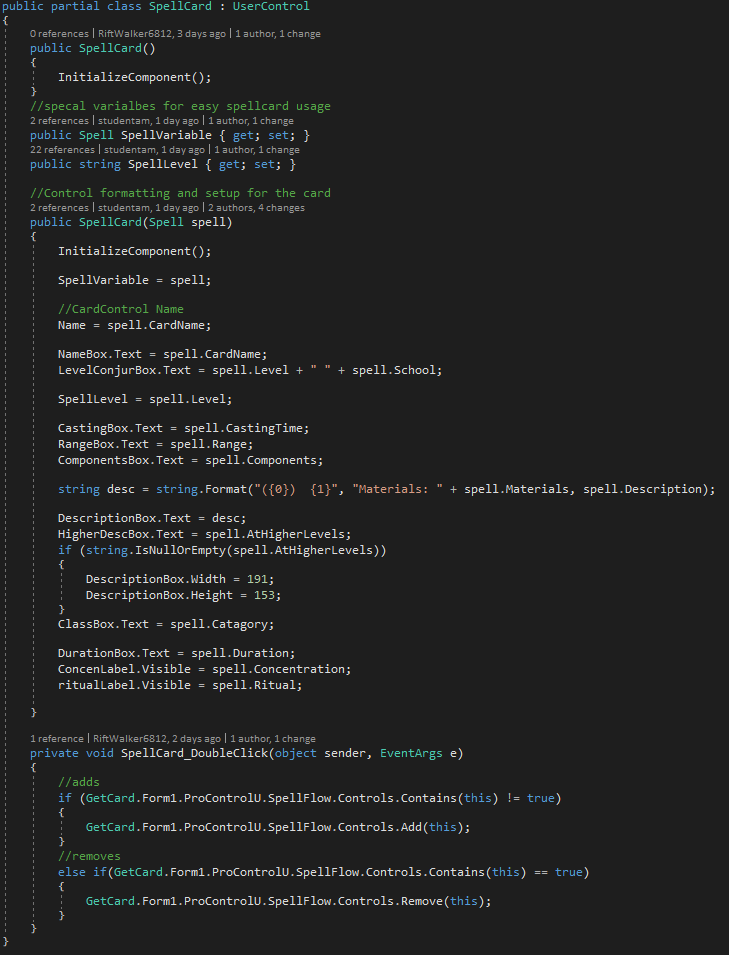 public partial class SpellCard : UserControl
{
0 references | RiftWalker6812, 3 days ago | 1 author, 1 change
public SpellCard()
{
InitializeComponent();
}
//specal varialbes for easy spellcard usage
2 references | studentam, 1 day ago | 1 author, 1 change
public Spell SpellVariable { get; set; }
22 references | studentam, 1 day ago | 1 author, 1 change
public string SpellLevel { get; set; }
//Control formatting and setup for the card
2 references | studentam, 1 day ago | 2 authors, 4 changes
public SpellCard(Spell spell)
{
InitializeComponent();
SpellVariable = spell;
//CardControl Name
Name = spell.CardName;
NameBox.Text = spell.CardName;
LevelConjurBox.Text = spell.Level + " " + spell.School;
SpellLevel = spell.Level;
CastingBox.Text = spell.CastingTime;
RangeBox.Text = spell.Range;
ComponentsBox.Text = spell.Components;
string desc = string.Format("({0})  {1}", "Materials: " + spell.Materials, spell.Description);
DescriptionBox.Text = desc;
HigherDescBox.Text = spell.AtHigherLevels;
if (string.IsNullOrEmpty(spell.AtHigherLevels))
{
DescriptionBox.Width = 191;
DescriptionBox.Height = 153;
}
ClassBox.Text = spell.Catagory;
DurationBox.Text = spell.Duration;
ConcenLabel.Visible = spell.Concentration;
ritualLabel.Visible = spell.Ritual;
}
1 reference | RiftWalker6812, 2 days ago | 1 author, 1 change
private void SpellCard_DoubleClick(object sender, EventArgs e)
{
//adds
if (GetCard.Form1.ProControlU.SpellFlow.Controls.Contains(this) != true)
{
GetCard.Form1.ProControlU.SpellFlow.Controls.Add(this);
}
//removes
else if(GetCard.Form1.ProControlU.SpellFlow.Controls.Contains(this) == true)
{
GetCard.Form1.ProControlU.SpellFlow.Controls.Remove(this);
}
}
}